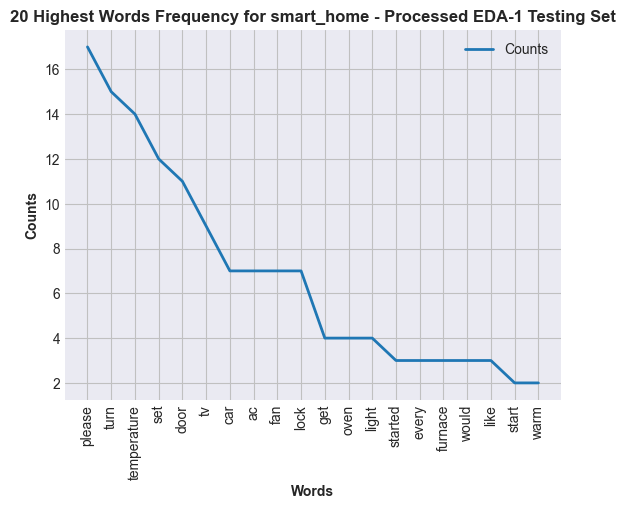 20 Highest Words Frequency for smart_home - Processed EDA-1 Testing Set
Counts
16
14
12
10
8
6
4
2
Counts
please
turn
temperature
set
door
tv
car
ac
fan
lock
get
oven
light
started
every
furnace
would
like
start
warm
Words